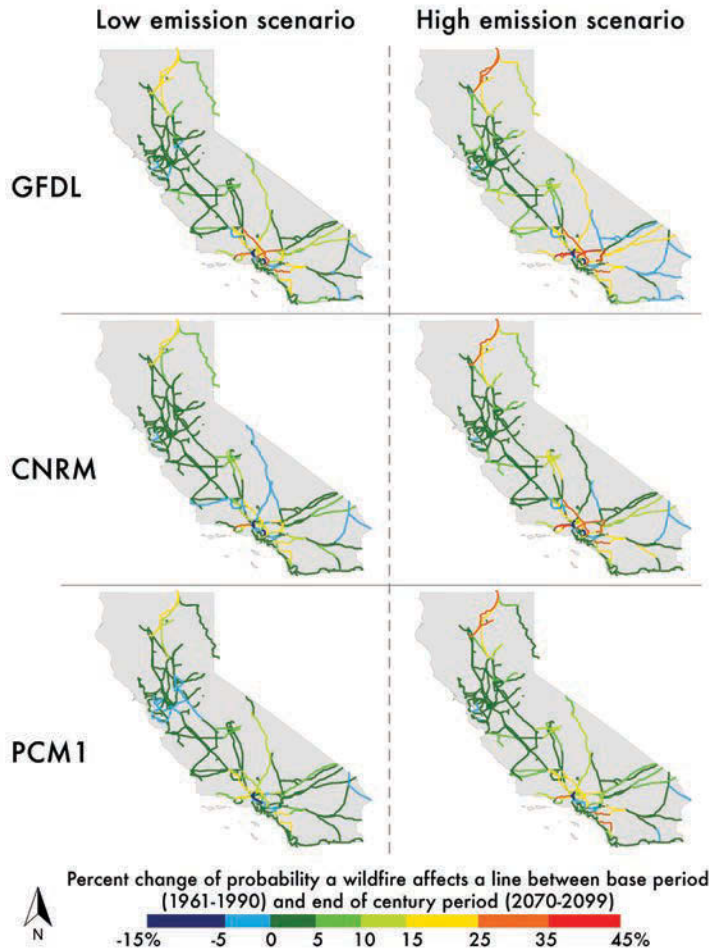 Low emission scenario
High emission scenario
GFDL
CNRM
PCM1
Percent change of probability a wildfire affects a line between base period
(1961-1990) and end of century period (2070-2099)
N
-15% -5 0 5 10 15 25 35 45%